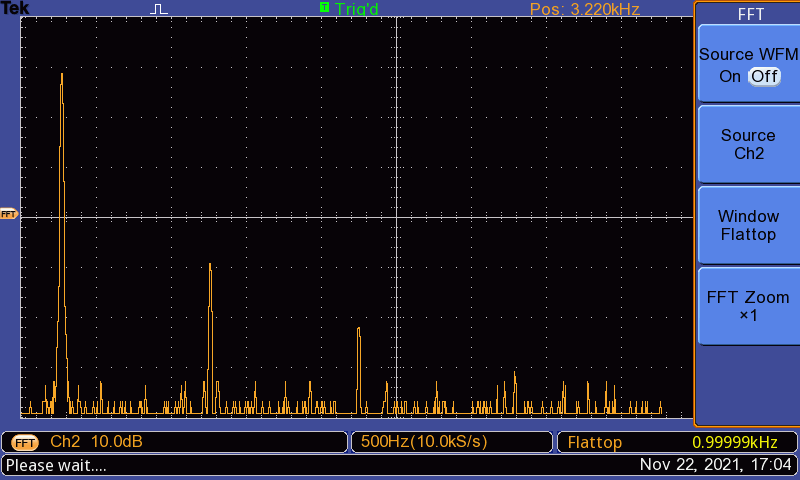 Tek
T Trig'd
Pos: 3.220kHz
FFT
Source WFM
On Off
Source
Ch2
Window
Flattop
FFT Zoom
×1
FFT
FFT Ch2 10.0dB
500Hz(10.0kS/s)
Flattop 0.99999kHz
Please wait....
Nov 22, 2021, 17:04